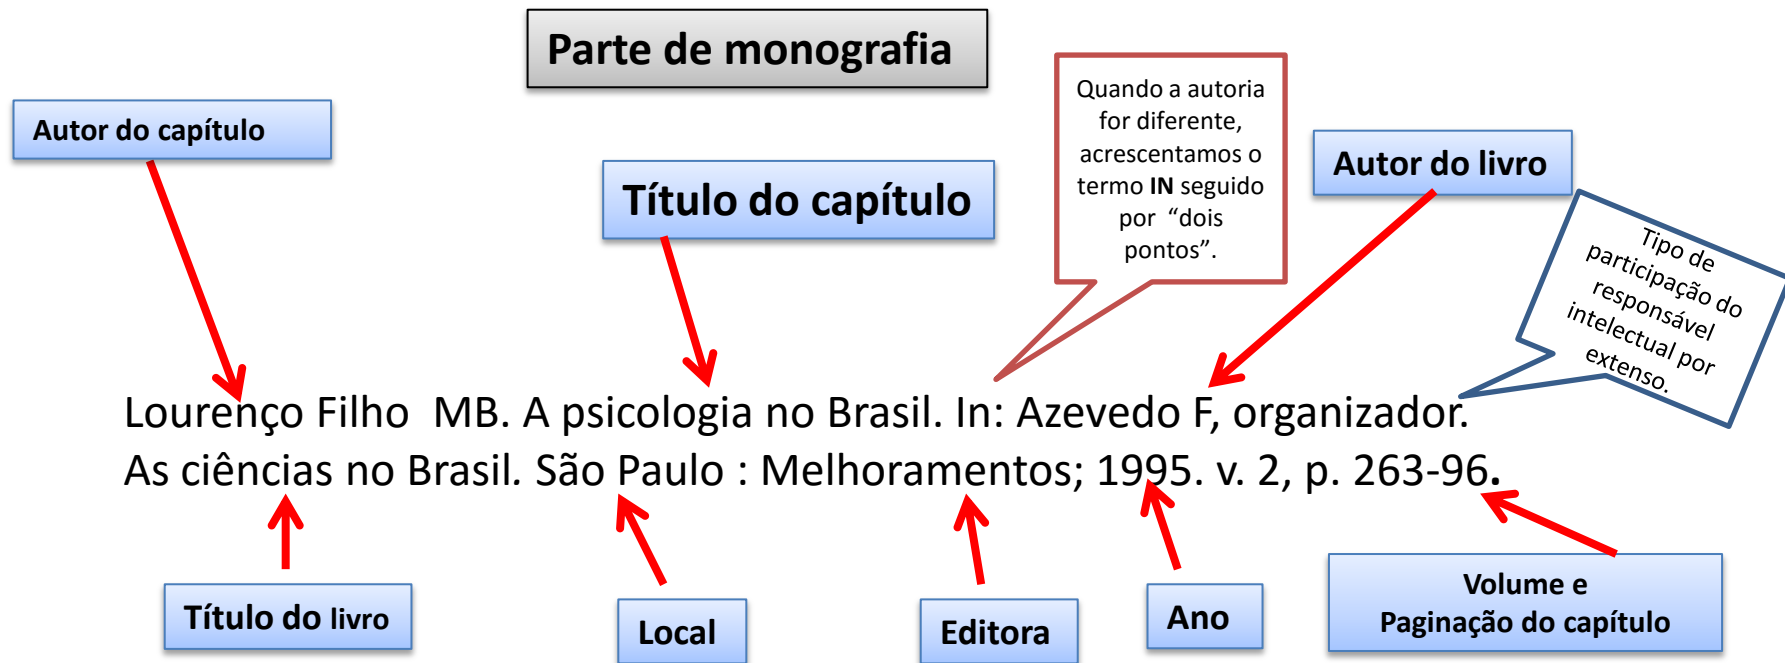 Parte de monografia
Autor do capítulo
Título do capítulo
Quando a autoria
for diferente,
acrescentamos o
termo IN seguido
por “dois
pontos”.
Autor do livro
Tipo de
participação do
responsável
intelectual por
extenso.
Lourenço Filho MB. A psicologia no Brasil. In: Azevedo F, organizador.
As ciências no Brasil. São Paulo : Melhoramentos; 1995. v. 2, p. 263-96.
Título do livro
Local
Editora
Ano
Volume e
Paginação do capítulo